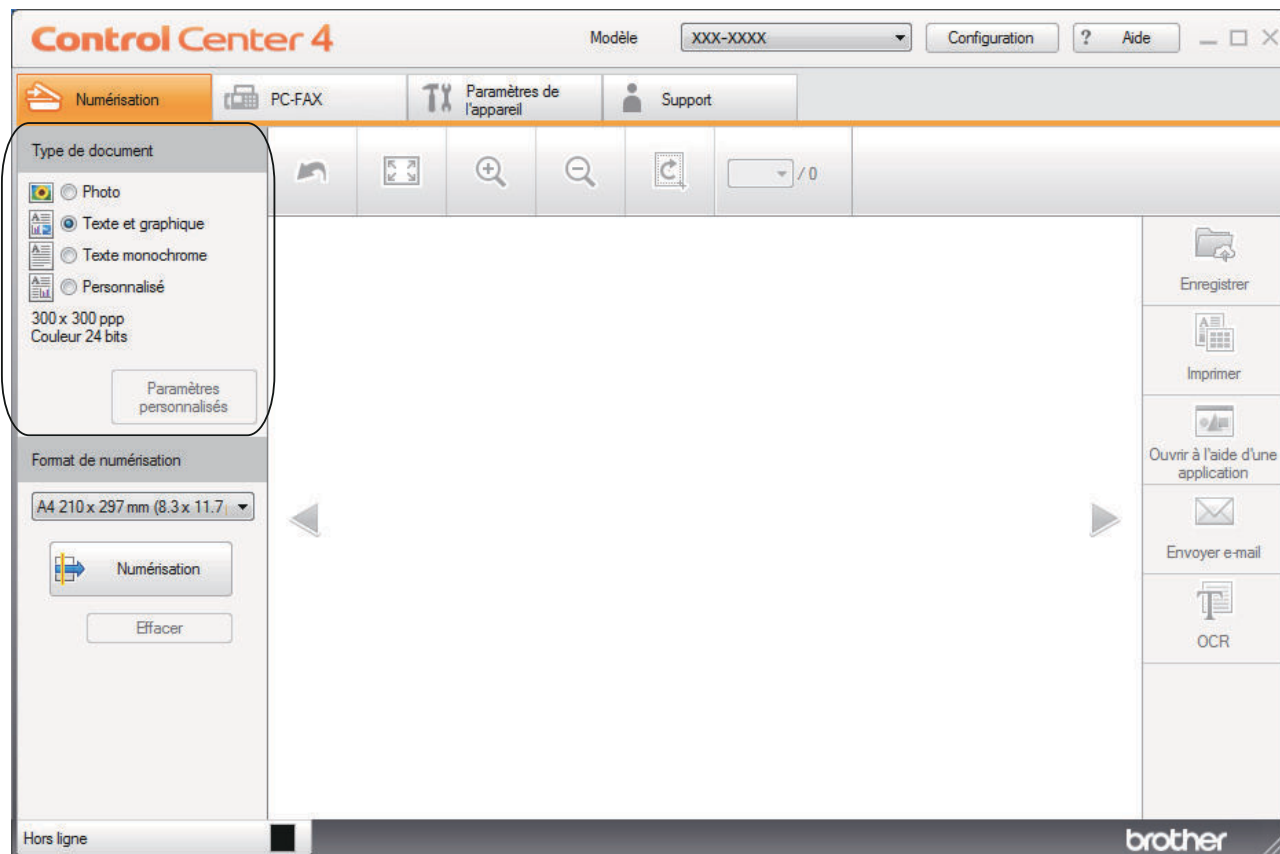 Control Center 4
Modèle
XXX-XXXX
Configuration
? Aide
Numérisation
PC-FAX
Paramètres de
l'appareil
Support
Type de document
Photo
Texte et graphique
Texte monochrome
Personnalisé
300 x 300 ppp
Couleur 24 bits
Paramètres
personnalisés
/ 0
Format de numérisation
A4 210 x 297 mm (8.3 x 11.7
Numérisation
Effacer
Enregistrer
Imprimer
Ouvrir à l'aide d'une
application
Envoyer e-mail
OCR
Hors ligne
brother